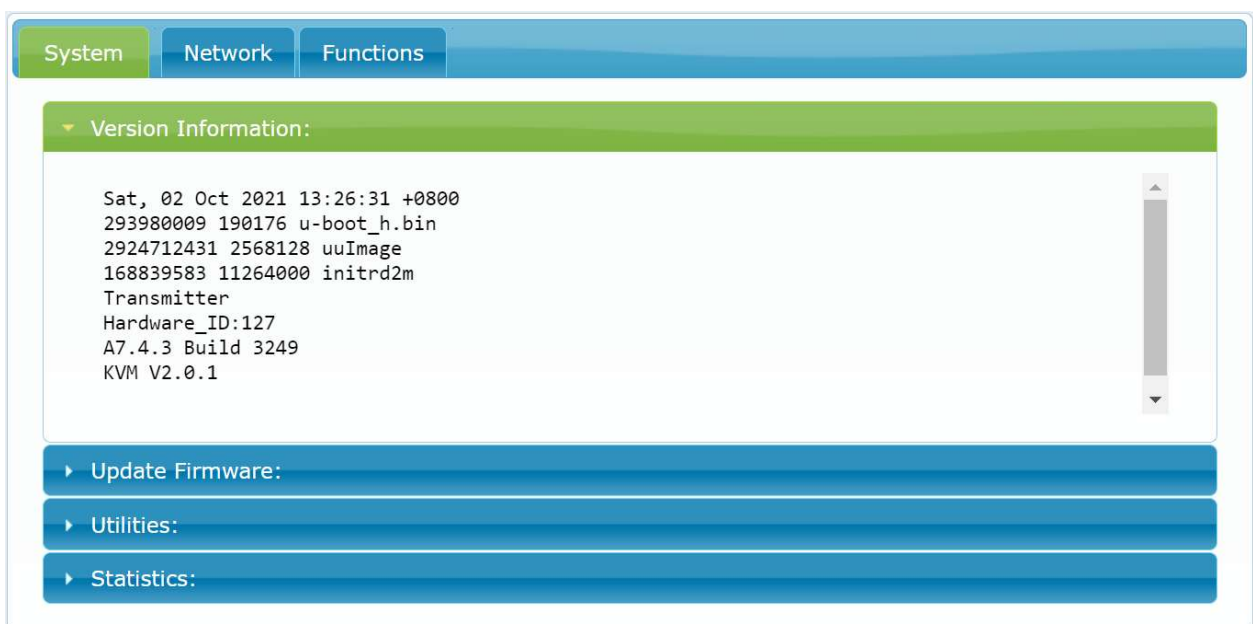 System Network Functions
Version Information:
Sat, 02 Oct 2021 13:26:31 +0800
293980009 190176 u-boot_h.bin
2924712431 2568128 uuImage
168839583 11264000 initrd2m
Transmitter
Hardware_ID:127
A7.4.3 Build 3249
KVM V2.0.1
Update Firmware:
Utilities:
Statistics: